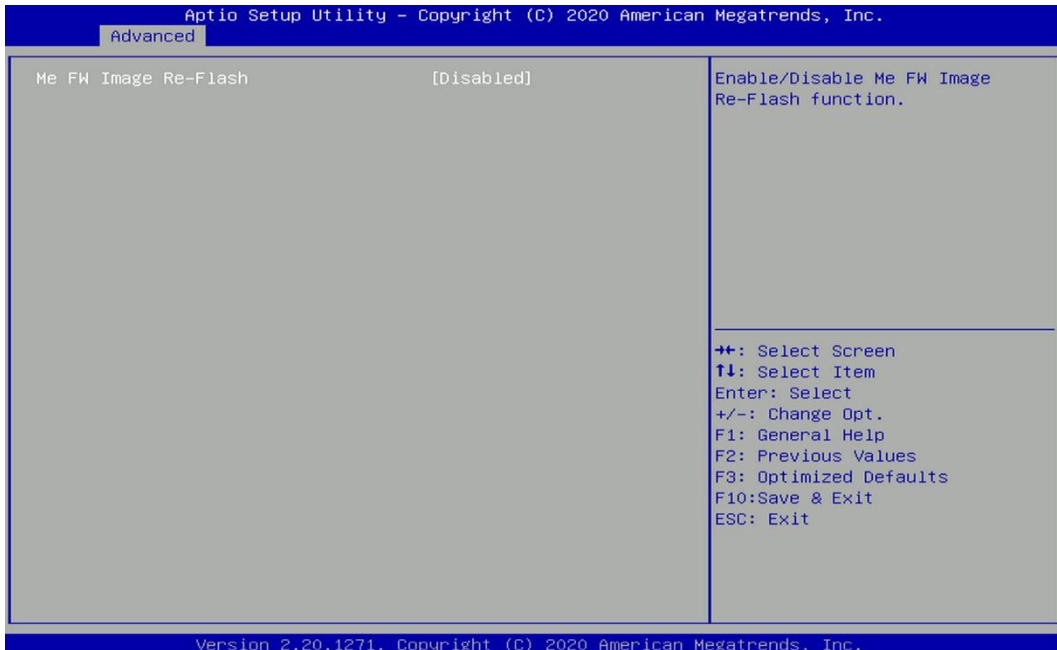 Aptio Setup Utility – Copyright (C) 2020 American Megatrends, Inc.
Advanced
Me FW Image Re-Flash [Disabled]
Enable/Disable Me FW Image
Re-Flash function.
→←: Select Screen
↑↓: Select Item
Enter: Select
+/-: Change Opt.
F1: General Help
F2: Previous Values
F3: Optimized Defaults
F10:Save & Exit
ESC: Exit
Version 2.20.1271. Copyright (C) 2020 American Megatrends, Inc.